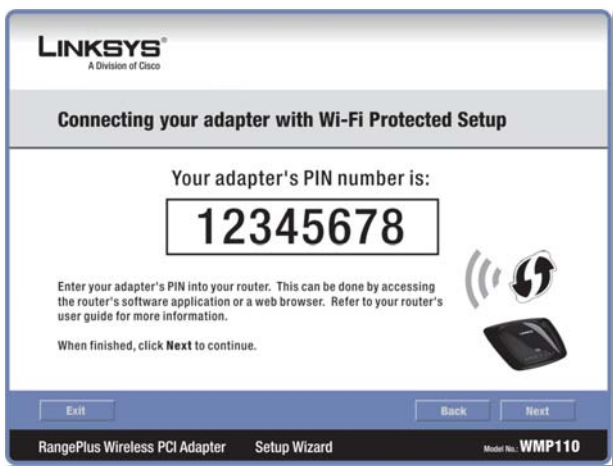 LINKSYS®
A Division of Cisco
Connecting your adapter with Wi-Fi Protected Setup
Your adapter's PIN number is:
12345678
Enter your adapter's PIN into your router. This can be done by accessing
the router's software application or a web browser. Refer to your router's
user guide for more information.
When finished, click Next to continue.
Exit
Back
Next
RangePlus Wireless PCI Adapter Setup Wizard Model No.: WMP110